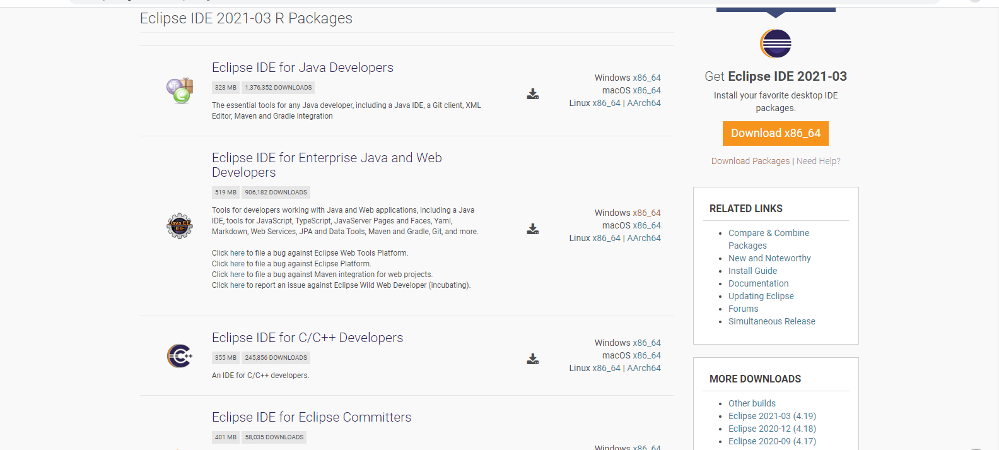 Eclipse IDE 2021-03 R Packages
Eclipse IDE for Java Developers
328 MB 1,376,352 DOWNLOADS
The essential tools for any Java developer, including a Java IDE, a Git client, XML
Editor, Maven and Gradle integration
Windows x86_64
macOS x86_64
Linux x86_64 | AArch64
Eclipse IDE for Enterprise Java and Web
Developers
519 MB 906,182 DOWNLOADS
Tools for developers working with Java and Web applications, including a Java
IDE, tools for JavaScript, TypeScript, JavaServer Pages and Faces, Yaml,
Markdown, Web Services, JPA and Data Tools, Maven and Gradle, Git, and more.
Click here to file a bug against Eclipse Web Tools Platform.
Click here to file a bug against Eclipse Platform.
Click here to file a bug against Maven integration for web projects.
Click here to report an issue against Eclipse Wild Web Developer (incubating).
Java EE
IDE
Windows x86_64
macOS x86_64
Linux x86_64 | AArch64
Eclipse IDE for C/C++ Developers
355 MB 245,856 DOWNLOADS
An IDE for C/C++ developers.
C++
Windows x86_64
macOS x86_64
Linux x86_64 | AArch64
Eclipse IDE for Eclipse Committers
401 MB 58,035 DOWNLOADS
Windows x86_64
Get Eclipse IDE 2021-03
Install your favorite desktop IDE
packages.
Download x86_64
Download Packages | Need Help?
RELATED LINKS
Compare & Combine
Packages
New and Noteworthy
Install Guide
Documentation
Updating Eclipse
Forums
Simultaneous Release
MORE DOWNLOADS
Other builds
Eclipse 2021-03 (4.19)
Eclipse 2020-12 (4.18)
Eclipse 2020-09 (4.17)